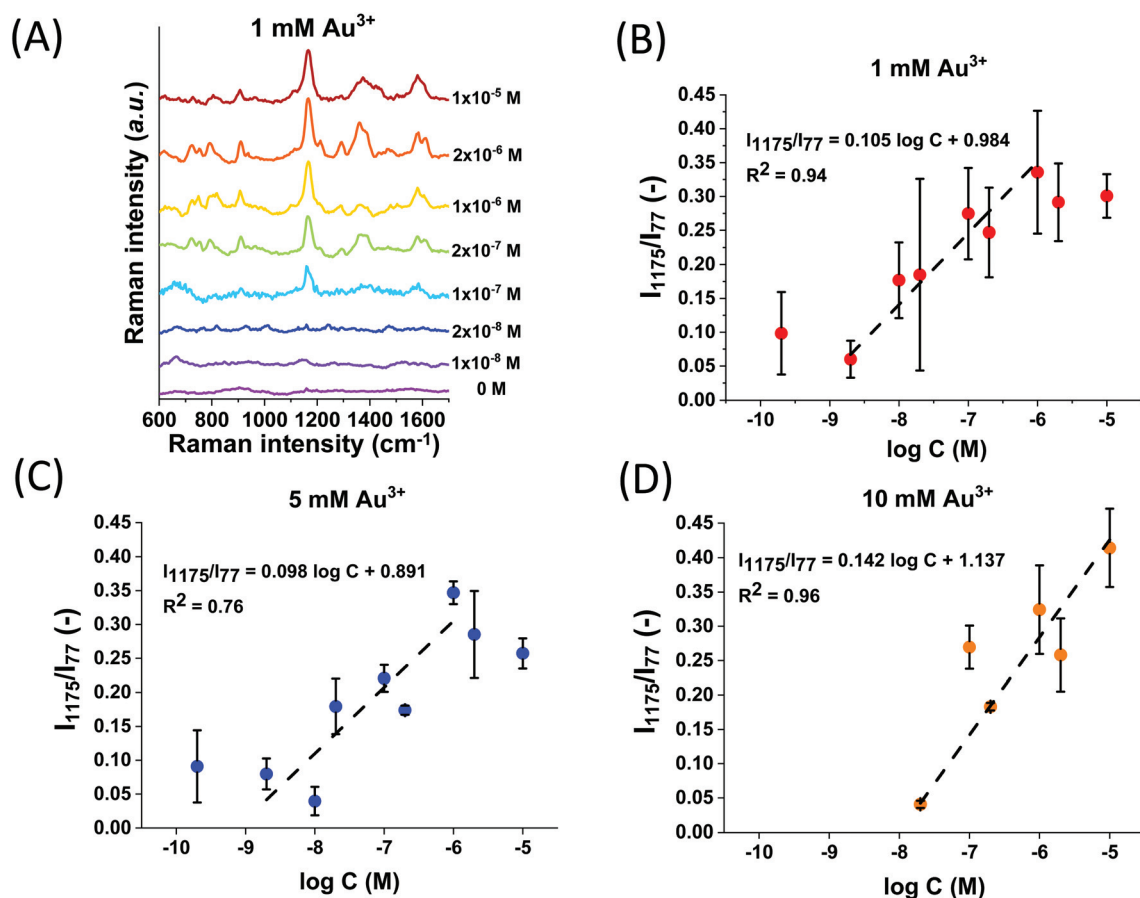 (A)
1 mM Au³⁺
Raman intensity (a.u.)
1x10⁻⁵ M
2x10⁻⁶ M
1x10⁻⁶ M
2x10⁻⁷ M
1x10⁻⁷ M
2x10⁻⁸ M
1x10⁻⁸ M
0 M
600 800 1000 1200 1400 1600
Raman intensity (cm⁻¹)
(B)
1 mM Au³⁺
I₁₁₇₅/I₇₇ = 0.105 log C + 0.984
R² = 0.94
I₁₁₇₅/I₇₇ (-)
0.45
0.40
0.35
0.30
0.25
0.20
0.15
0.10
0.05
0.00
-10 -9 -8 -7 -6 -5
log C (M)
(C)
5 mM Au³⁺
I₁₁₇₅/I₇₇ = 0.098 log C + 0.891
R² = 0.76
I₁₁₇₅/I₇₇ (-)
0.45
0.40
0.35
0.30
0.25
0.20
0.15
0.10
0.05
0.00
-10 -9 -8 -7 -6 -5
log C (M)
(D)
10 mM Au³⁺
I₁₁₇₅/I₇₇ = 0.142 log C + 1.137
R² = 0.96
I₁₁₇₅/I₇₇ (-)
0.45
0.40
0.35
0.30
0.25
0.20
0.15
0.10
0.05
0.00
-10 -9 -8 -7 -6 -5
log C (M)